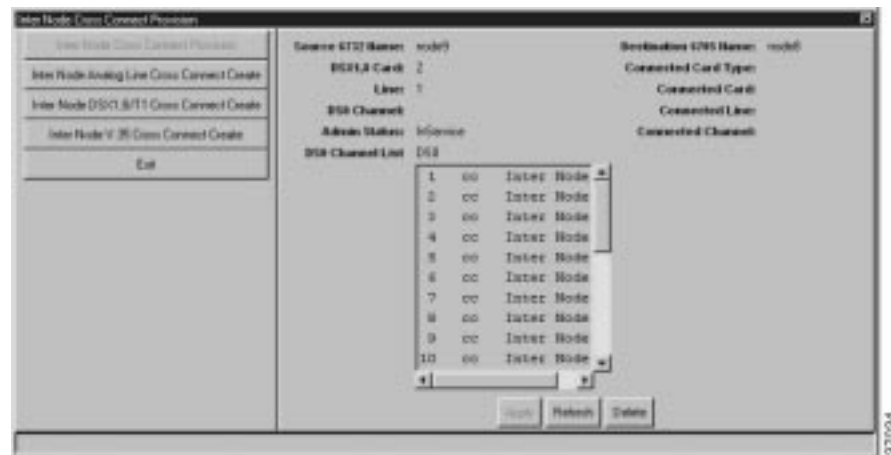 Inter Node Cross Connect Provision
Inter Node Cross Connect Provision
Inter Node Analog Line Cross Connect Create
Inter Node DSX1,8/T1 Cross Connect Create
Inter Node V.35 Cross Connect Create
Exit
Source 6732 Name: node9
DSX1,8 Card: 2
Line: 1
DS0 Channel:
Admin Status: InService
DS0 Channel List DS0
1 cc Inter Node
2 cc Inter Node
3 cc Inter Node
4 cc Inter Node
5 cc Inter Node
6 cc Inter Node
7 cc Inter Node
8 cc Inter Node
9 cc Inter Node
10 cc Inter Node
Destination 6705 Name: node8
Connected Card Type:
Connected Card:
Connected Line:
Connected Channel:
Apply Refresh Delete